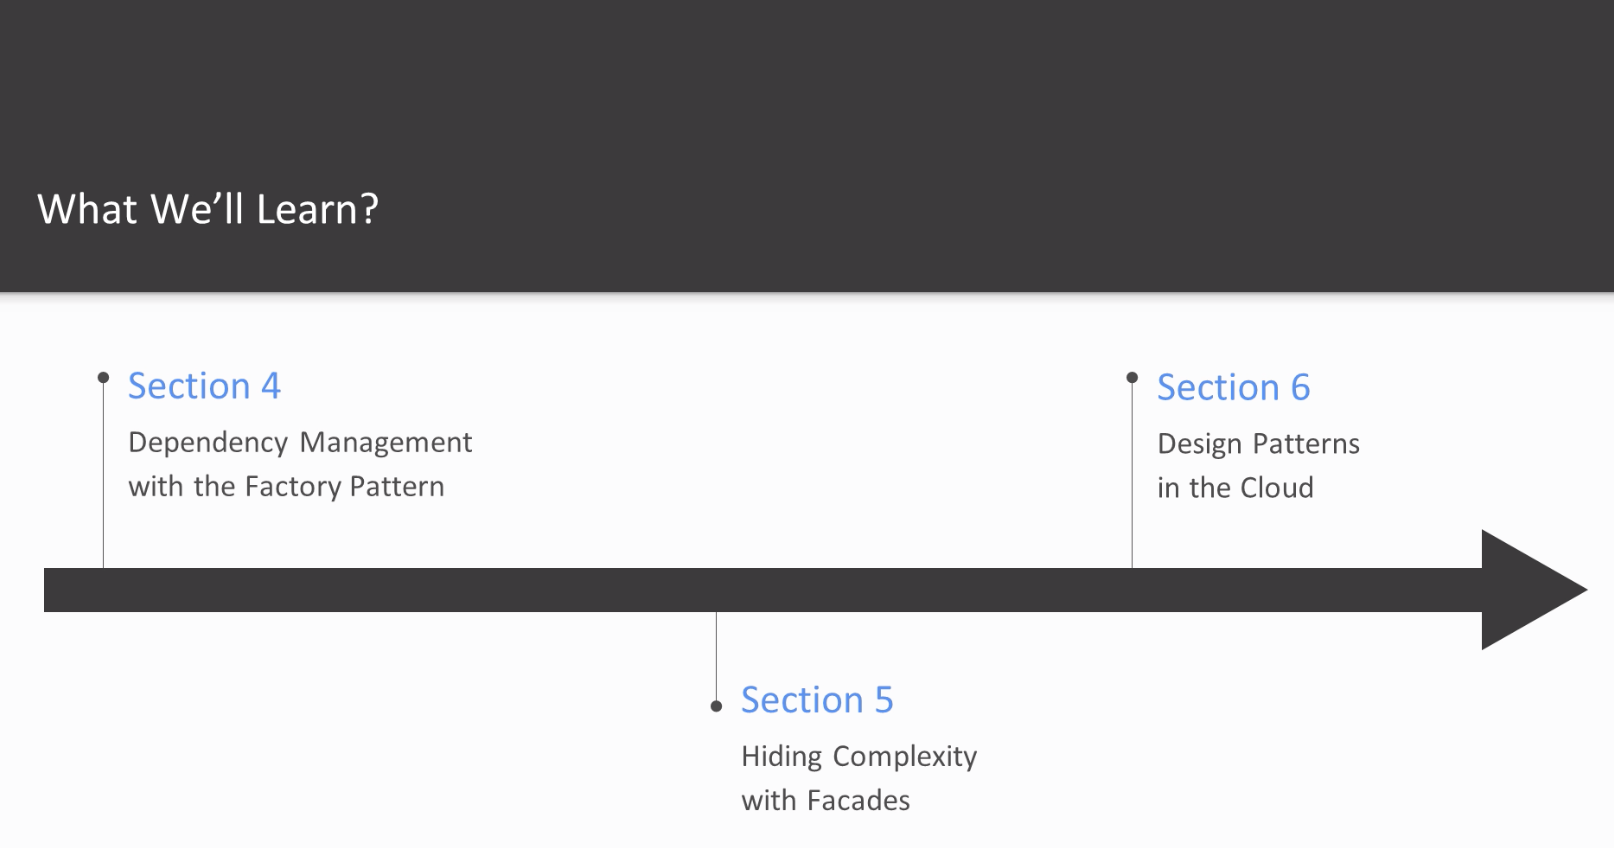 What We’ll Learn?
Section 4
Dependency Management
with the Factory Pattern
Section 5
Hiding Complexity
with Facades
Section 6
Design Patterns
in the Cloud